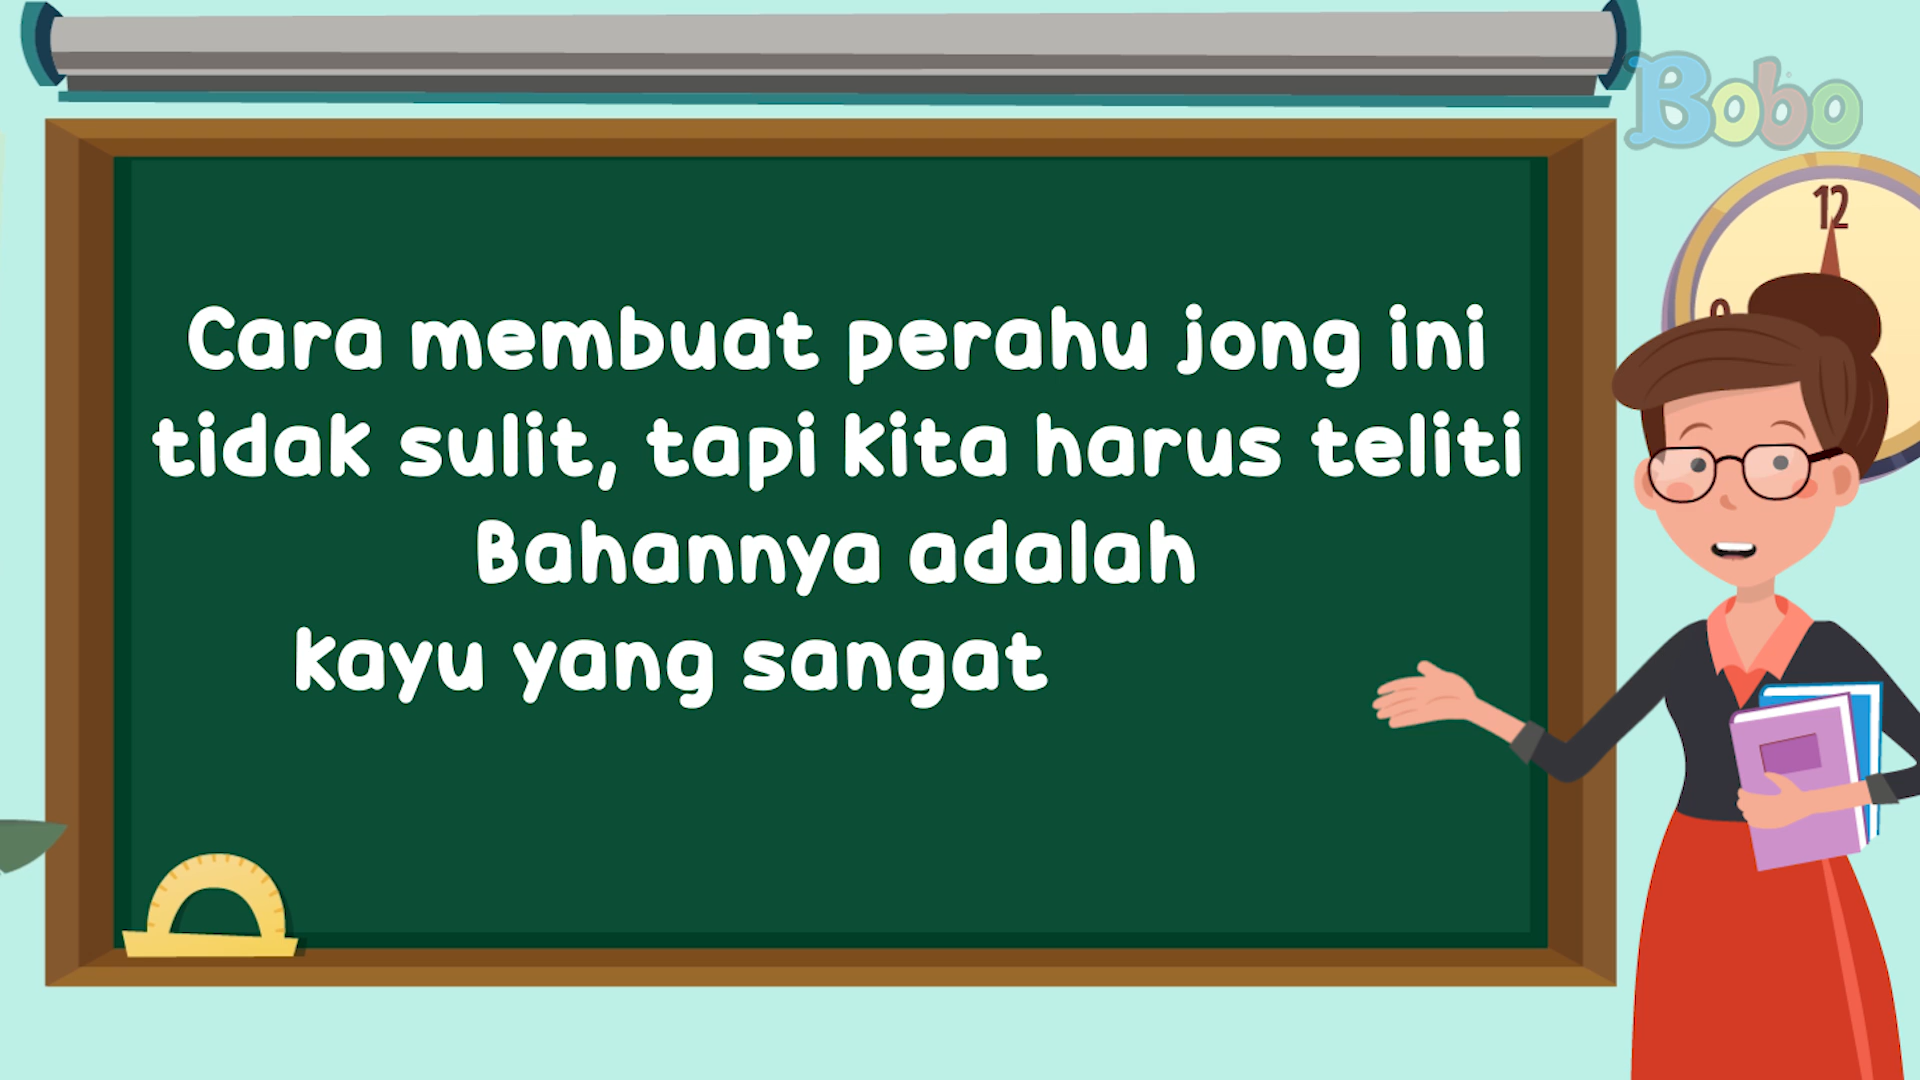 Bobo
12
Cara membuat perahu jong ini
tidak sulit, tapi kita harus teliti
Bahannya adalah
kayu yang sangat